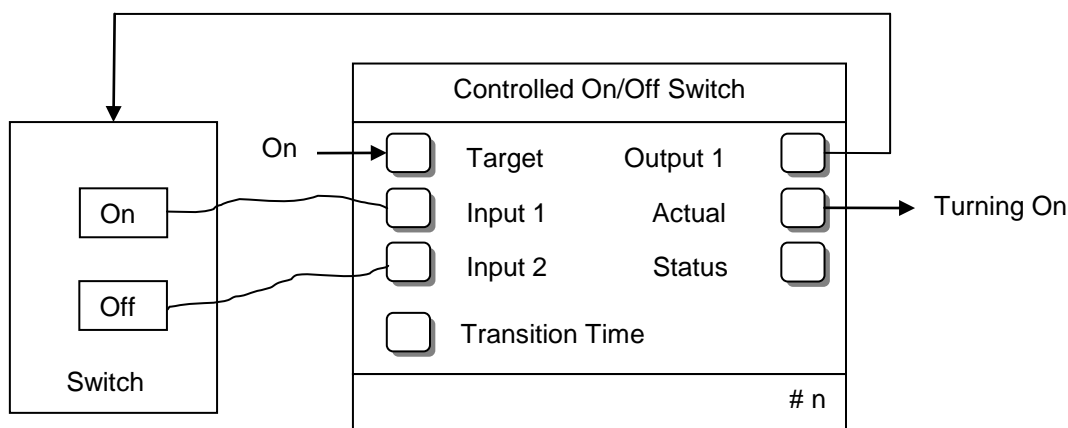 Controlled On/Off Switch
On
Target
Output 1
On
Input 1
Actual
Turning On
Input 2
Status
Off
Transition Time
Switch
# n